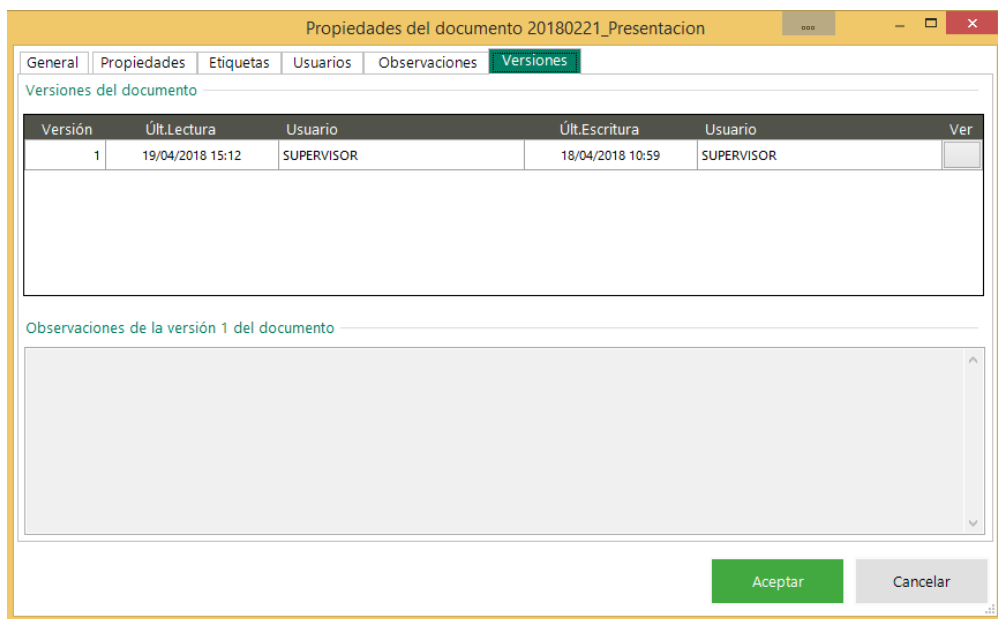 Propiedades del documento 20180221_Presentacion
General Propiedades Etiquetas Usuarios Observaciones Versiones
Versiones del documento
Versión Últ.Lectura Usuario Últ.Escritura Usuario Ver
1 19/04/2018 15:12 SUPERVISOR 18/04/2018 10:59 SUPERVISOR
Observaciones de la versión 1 del documento
Aceptar Cancelar